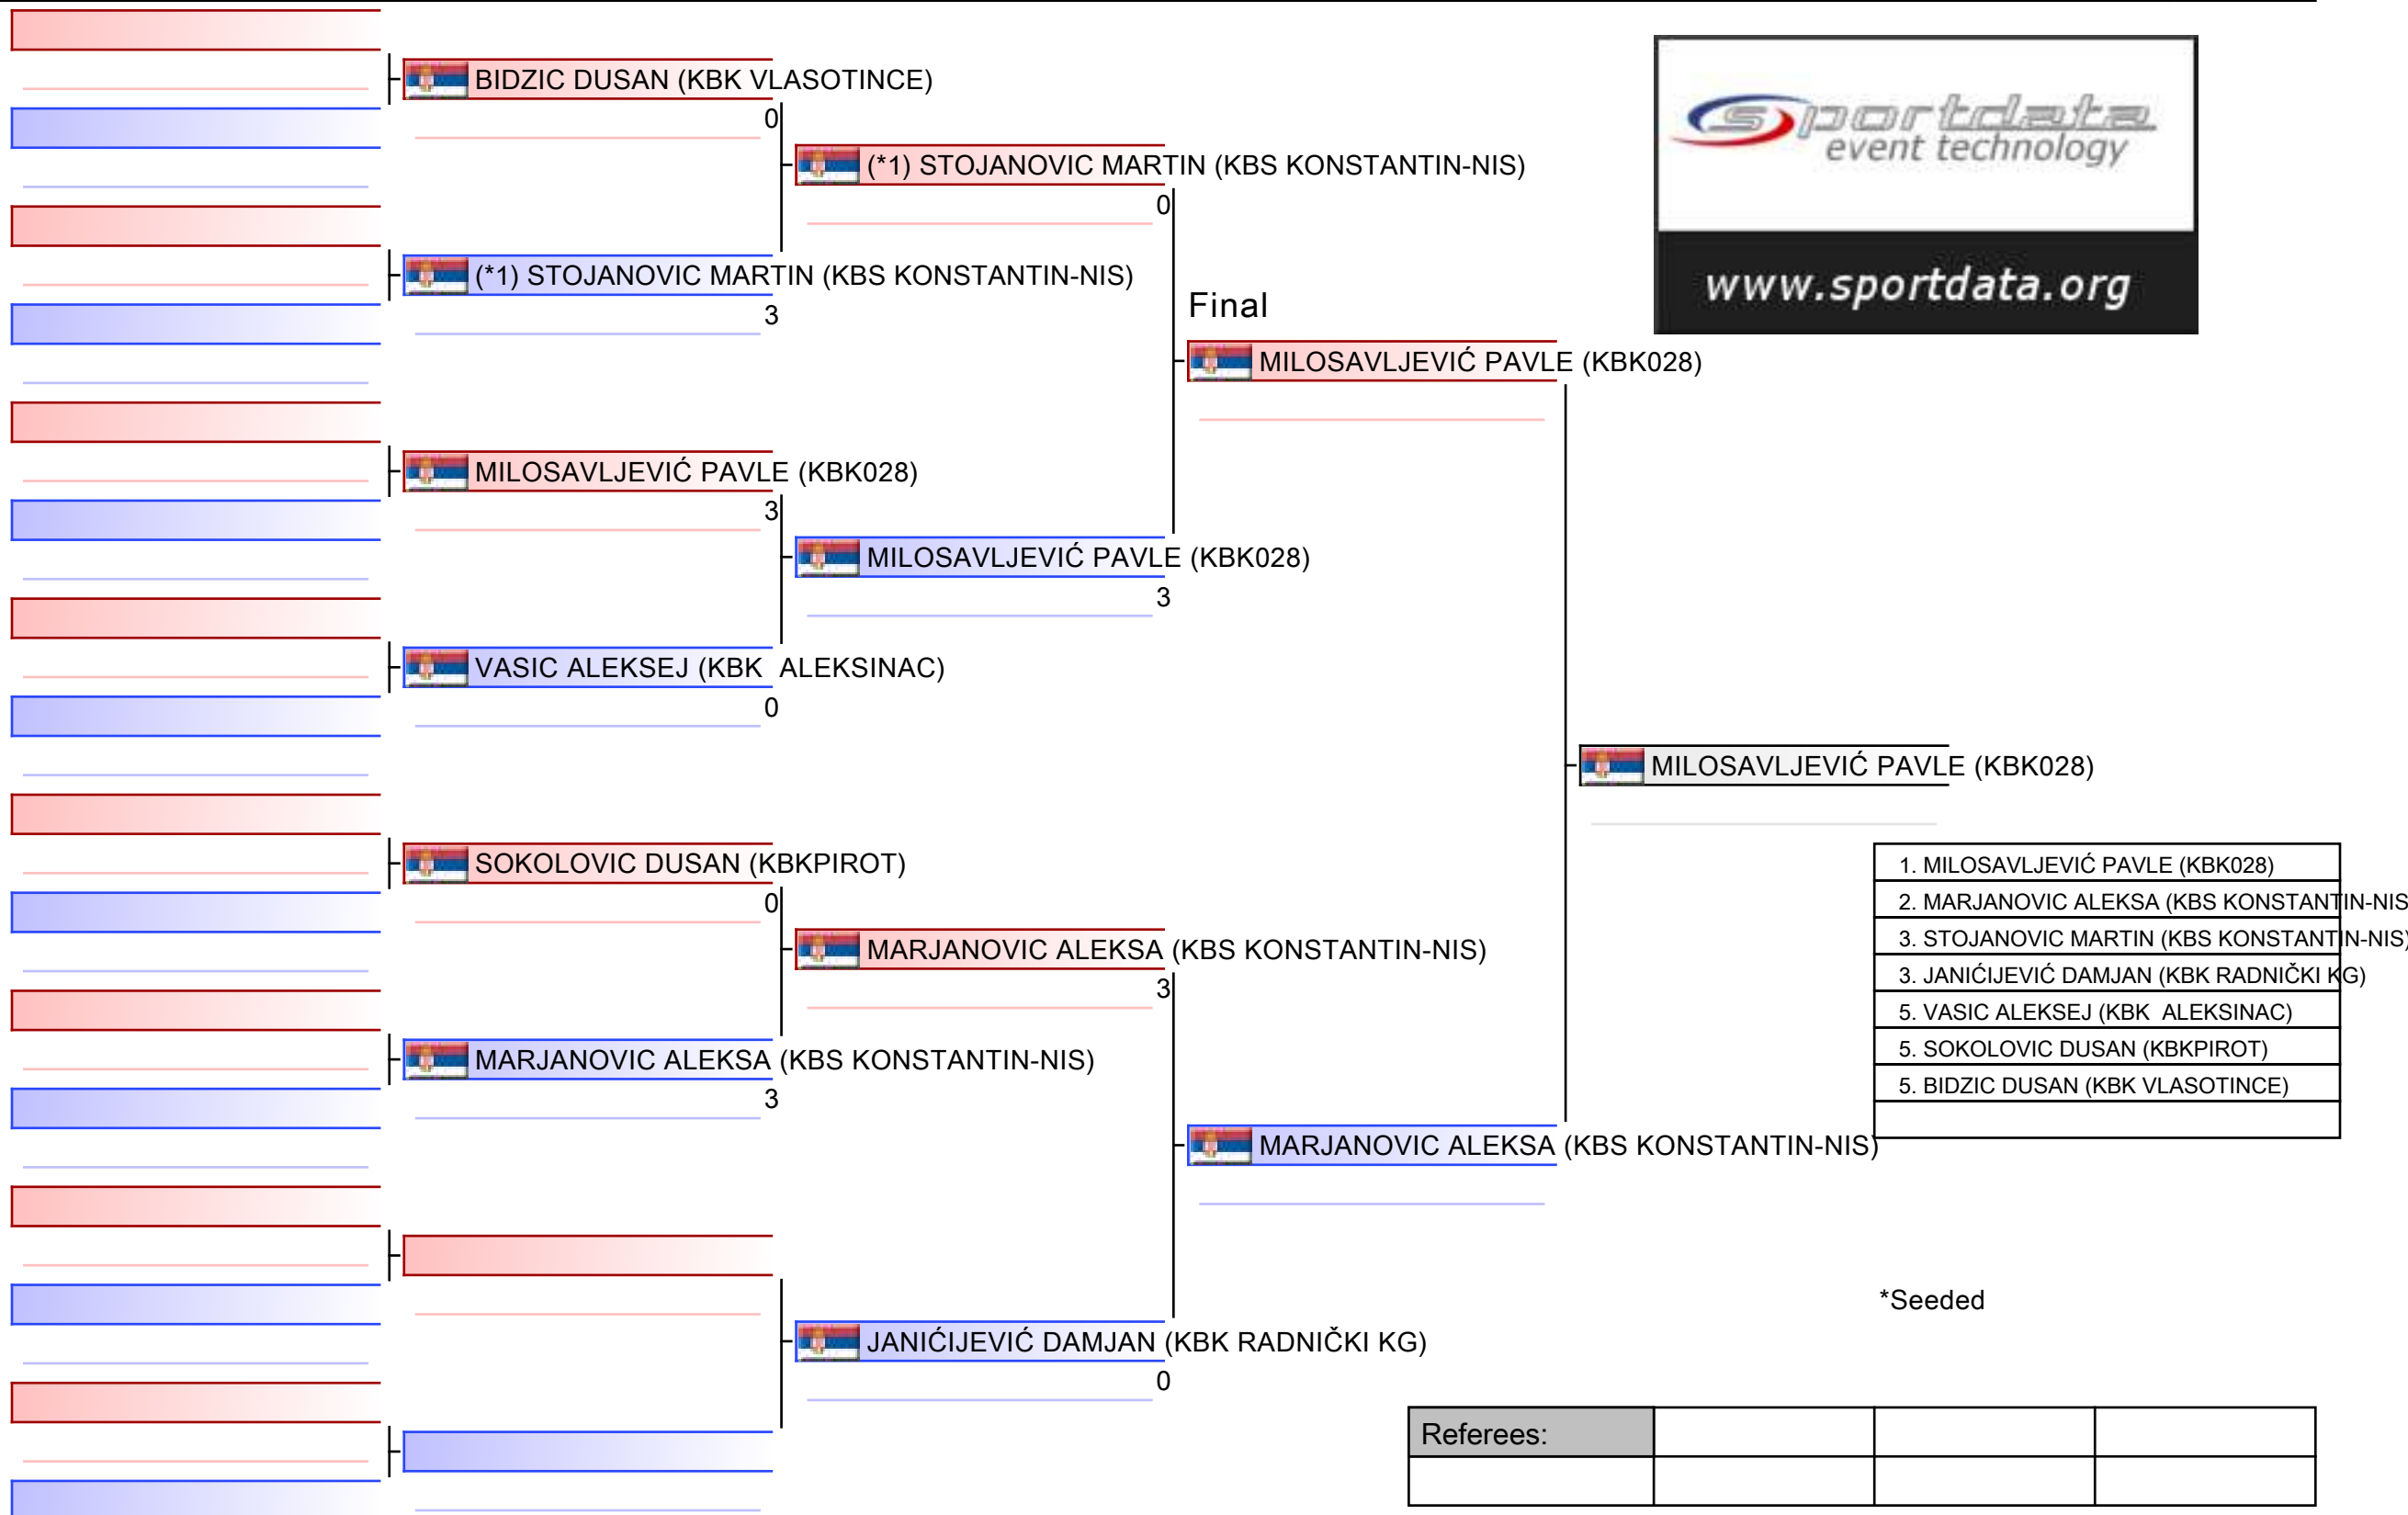 BIDZIC DUSAN (KBK VLASOTINCE)
0
(*1) STOJANOVIC MARTIN (KBS KONSTANTIN-NIS)
3
MILOSAVLJEVIĆ PAVLE (KBK028)
3
VASIC ALEKSEJ (KBK  ALEKSINAC)
0
SOKOLOVIC DUSAN (KBKPIROT)
0
MARJANOVIC ALEKSA (KBS KONSTANTIN-NIS)
3
(*1) STOJANOVIC MARTIN (KBS KONSTANTIN-NIS)
0
MILOSAVLJEVIĆ PAVLE (KBK028)
3
MARJANOVIC ALEKSA (KBS KONSTANTIN-NIS)
3
JANIĆIJEVIĆ DAMJAN (KBK RADNIČKI KG)
0
Final
MILOSAVLJEVIĆ PAVLE (KBK028)
MARJANOVIC ALEKSA (KBS KONSTANTIN-NIS)
MILOSAVLJEVIĆ PAVLE (KBK028)
sportdata
event technology
www.sportdata.org
1. MILOSAVLJEVIĆ PAVLE (KBK028)
2. MARJANOVIC ALEKSA (KBS KONSTANTIN-NIS
3. STOJANOVIC MARTIN (KBS KONSTANTIN-NIS)
3. JANIĆIJEVIĆ DAMJAN (KBK RADNIČKI KG)
5. VASIC ALEKSEJ (KBK  ALEKSINAC)
5. SOKOLOVIC DUSAN (KBKPIROT)
5. BIDZIC DUSAN (KBK VLASOTINCE)
*Seeded
Referees: